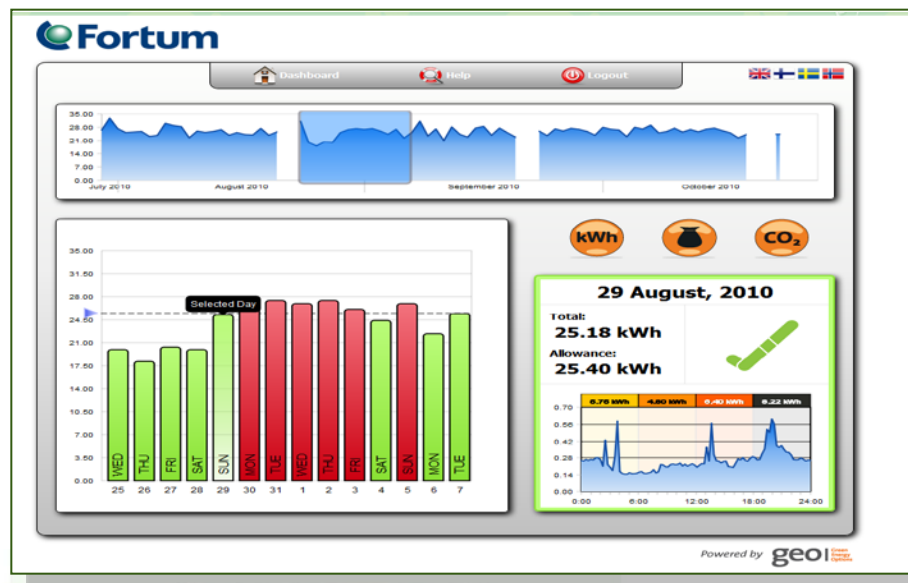 Fortum
Dashboard Help Logout
35.00
28.00
21.00
14.00
7.00
0.00
July 2010 August 2010 September 2010 October 2010
kWh CO₂
35.00
31.50
28.00
24.50
21.00
17.50
14.00
10.50
7.00
3.50
0.00
Selected Day
WED THU FRI SAT SUN MON TUE WED THU FRI SAT SUN MON TUE
25 26 27 28 29 30 31 1 2 3 4 5 6 7
29 August, 2010
Total:
25.18 kWh
Allowance:
25.40 kWh
6.76 kWh 4.80 kWh 6.40 kWh 8.22 kWh
0.70
0.56
0.42
0.28
0.14
0.00
0:00 6:00 12:00 18:00 24:00
Powered by geo
Green
Energy
Options